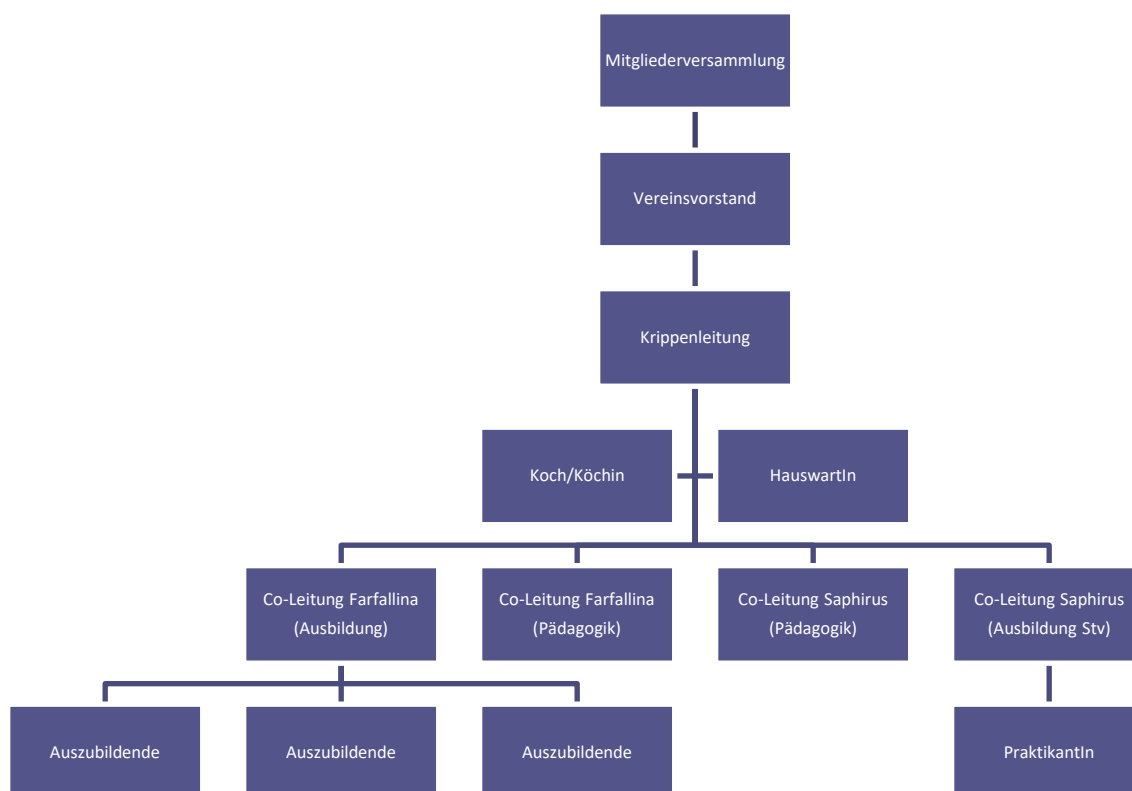 Mitgliederversammlung
Vereinsvorstand
Krippenleitung
Koch/Köchin
HauswartIn
Co-Leitung Farfallina
(Ausbildung)
Co-Leitung Farfallina
(Pädagogik)
Co-Leitung Saphirus
(Pädagogik)
Co-Leitung Saphirus
(Ausbildung Stv)
Auszubildende
Auszubildende
Auszubildende
PraktikantIn